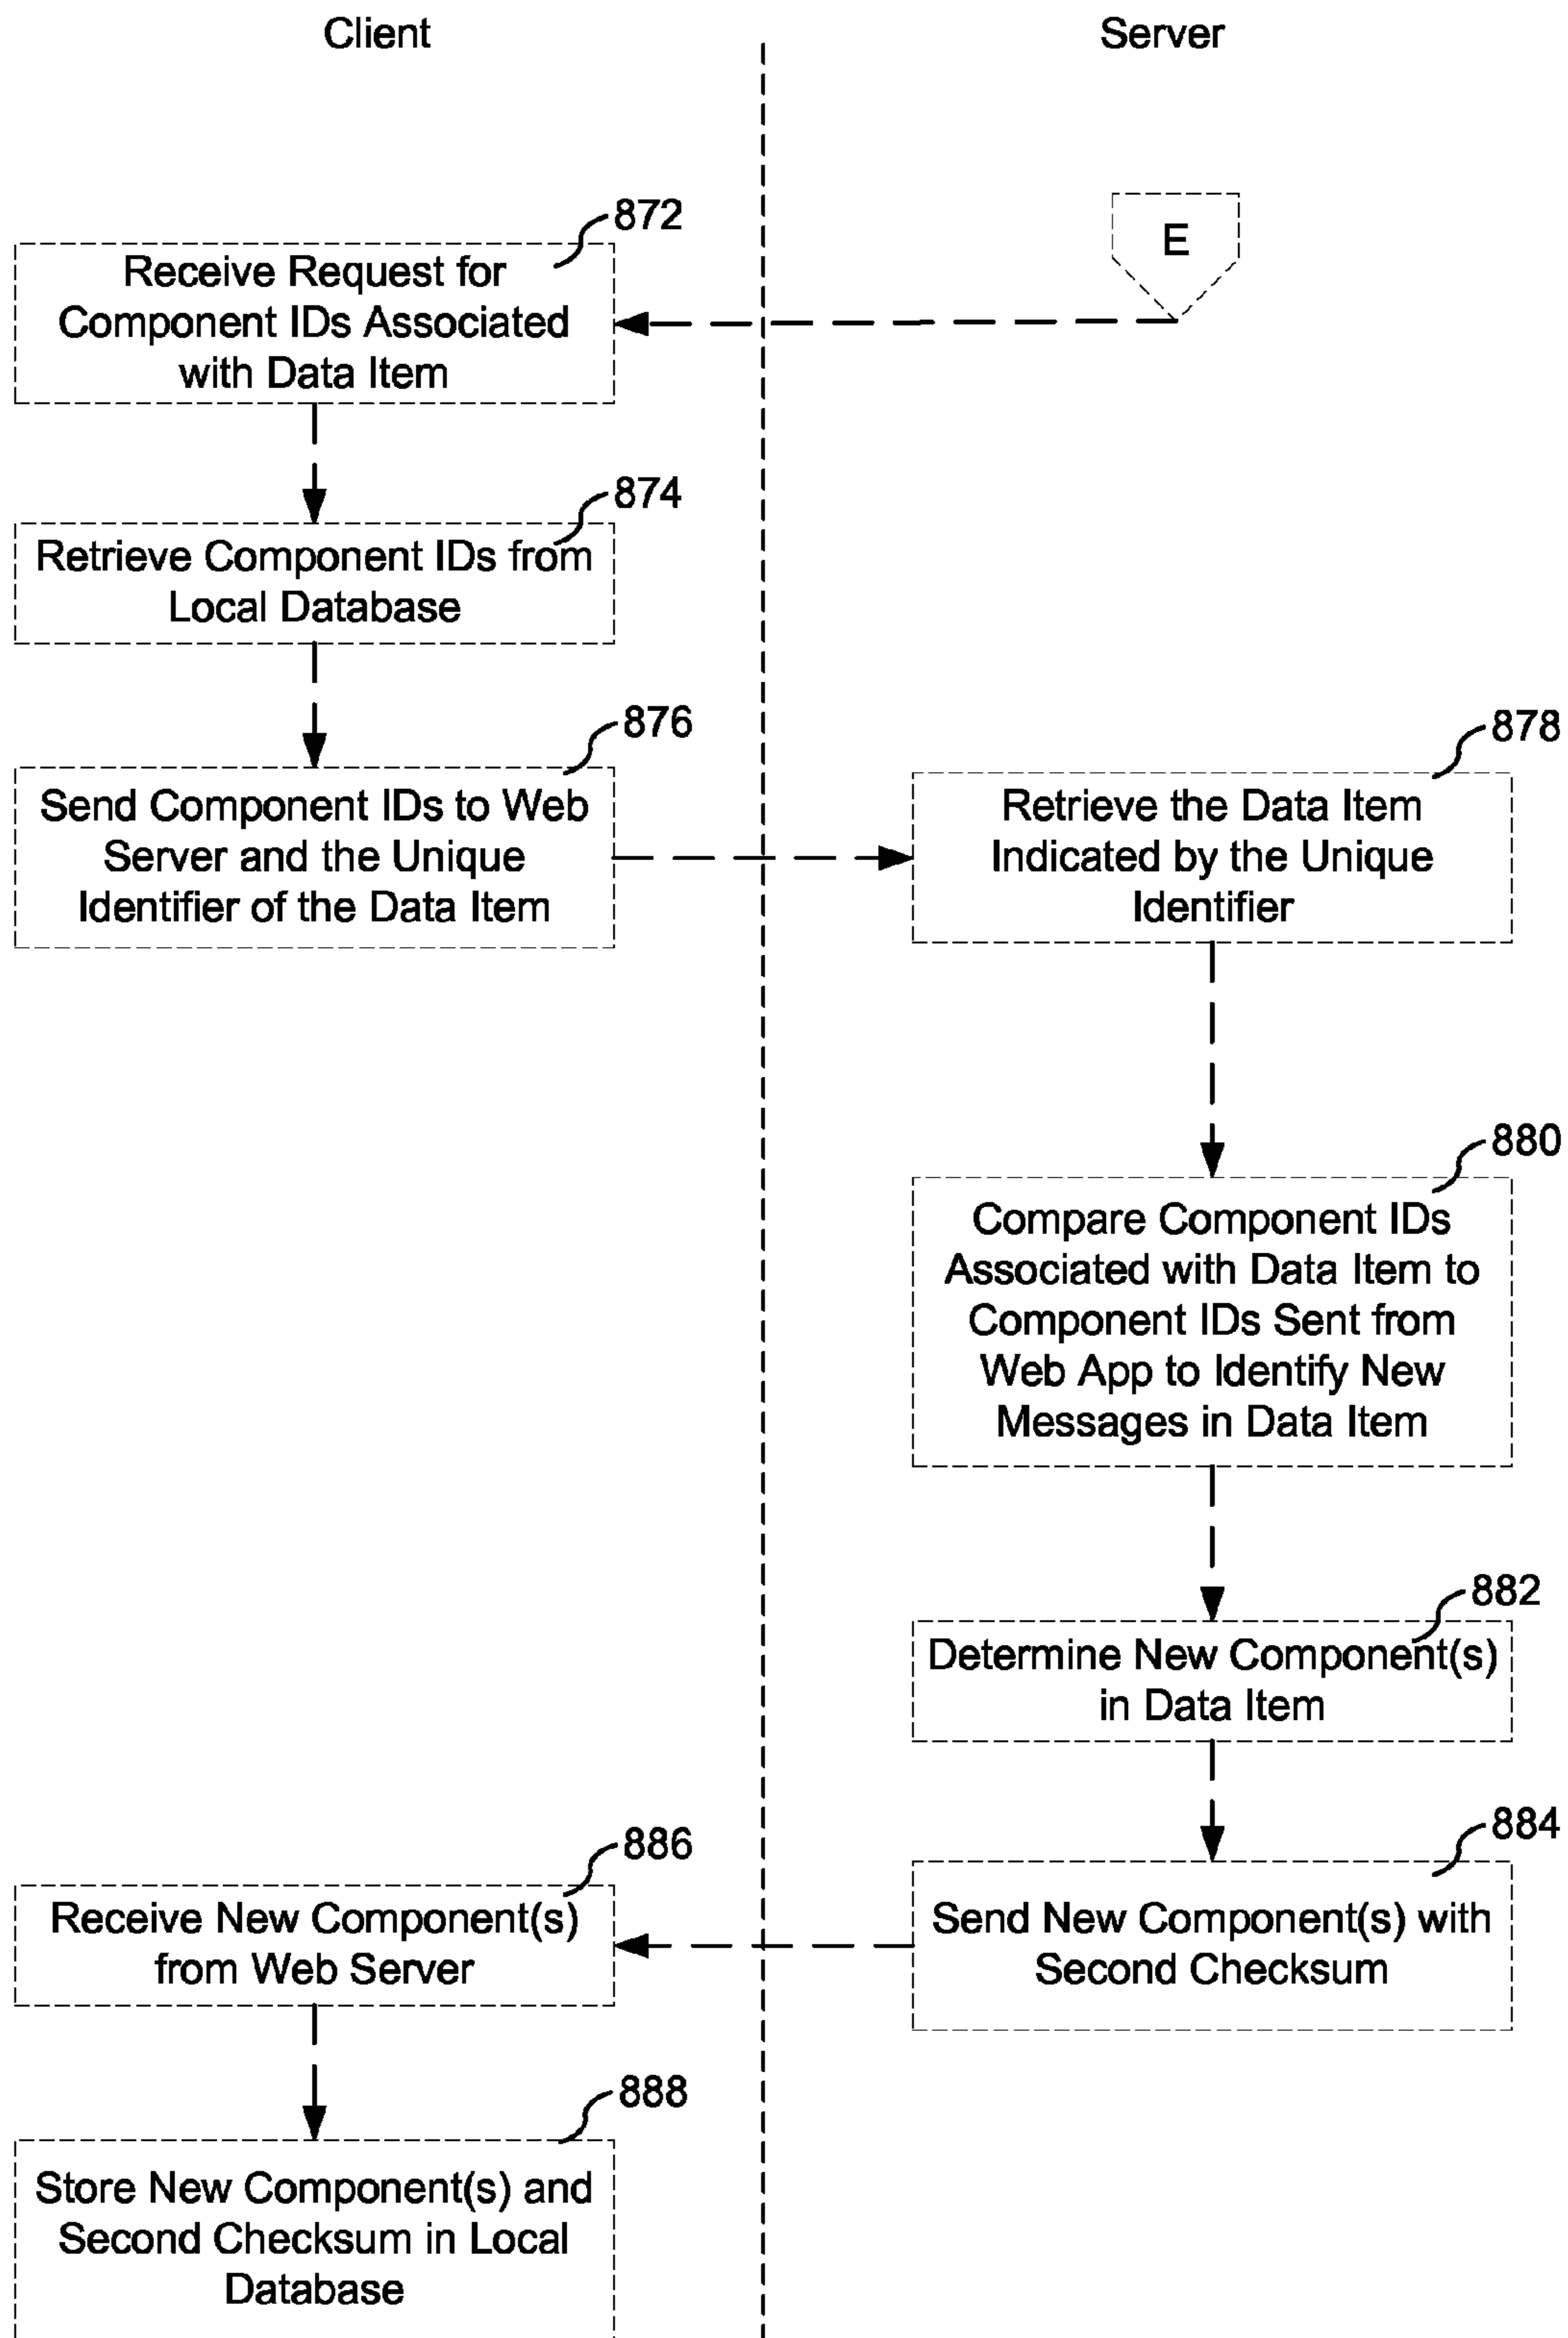 Client
Server
E
872
Receive Request for
Component IDs Associated
with Data Item
874
Retrieve Component IDs from
Local Database
876
Send Component IDs to Web
Server and the Unique
Identifier of the Data Item
878
Retrieve the Data Item
Indicated by the Unique
Identifier
880
Compare Component IDs
Associated with Data Item to
Component IDs Sent from
Web App to Identify New
Messages in Data Item
882
Determine New Component(s)
in Data Item
884
Send New Component(s) with
Second Checksum
886
Receive New Component(s)
from Web Server
888
Store New Component(s) and
Second Checksum in Local
Database